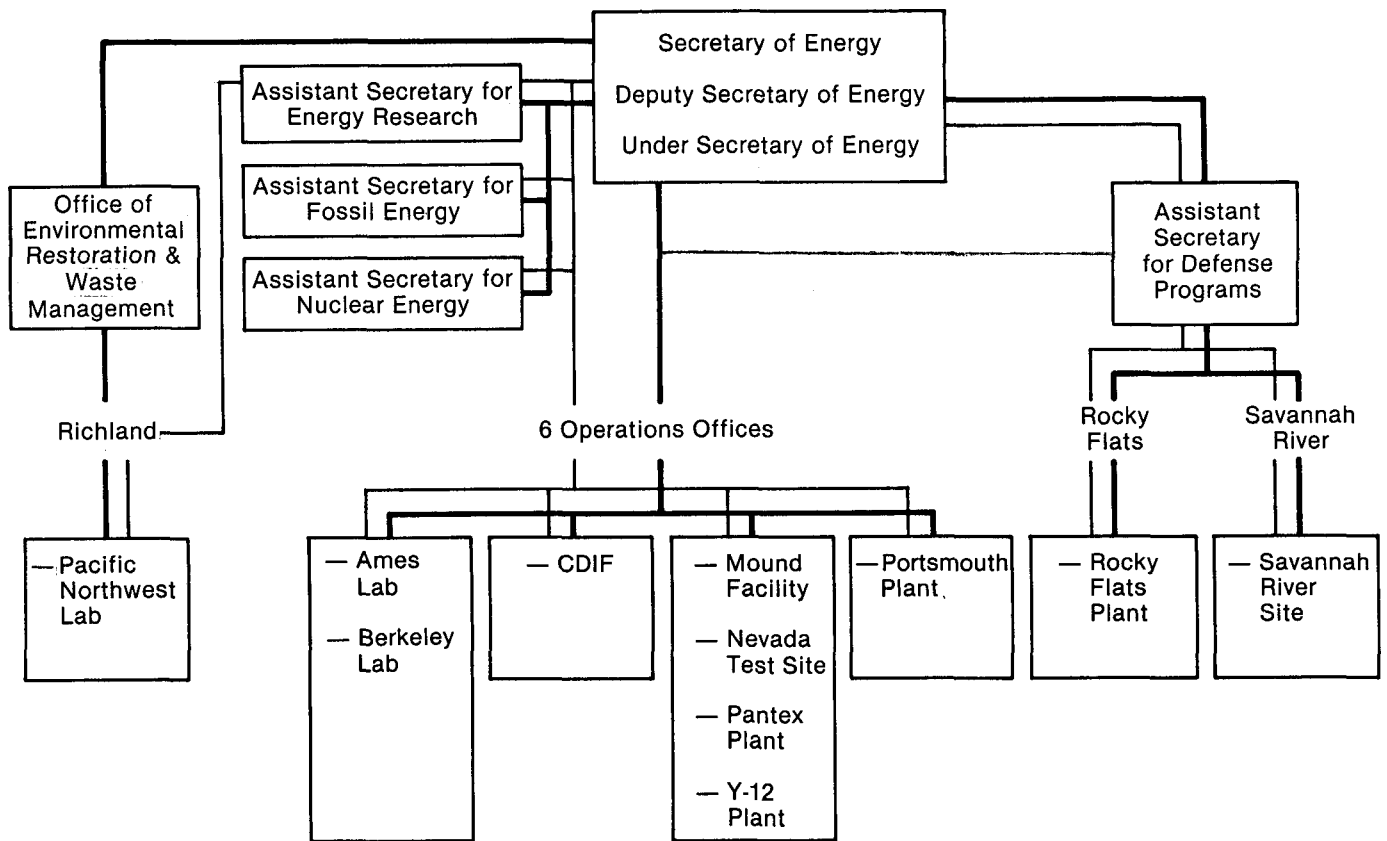 Secretary of Energy
Deputy Secretary of Energy
Under Secretary of Energy
Assistant Secretary for
Energy Research
Assistant Secretary for
Fossil Energy
Assistant Secretary for
Nuclear Energy
Office of
Environmental
Restoration &
Waste
Management
Assistant
Secretary
for Defense
Programs
Richland
6 Operations Offices
Rocky
Flats
Savannah
River
— Pacific
Northwest
Lab
— Ames
Lab
— Berkeley
Lab
— CDIF
— Mound
Facility
— Nevada
Test Site
— Pantex
Plant
— Y-12
Plant
— Portsmouth
Plant
— Rocky
Flats
Plant
— Savannah
River
Site